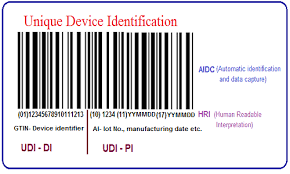 Unique Device Identification
AIDC (Automatic identification
and data capture)
(01)12345678910111213 (10) 1234 (11)YYMMDD(17)YYMMDD
HRI (Human Readable
Interpretation)
GTIN- Device identifier AI- lot No., manufacturing date etc.
UDI - DI UDI - PI